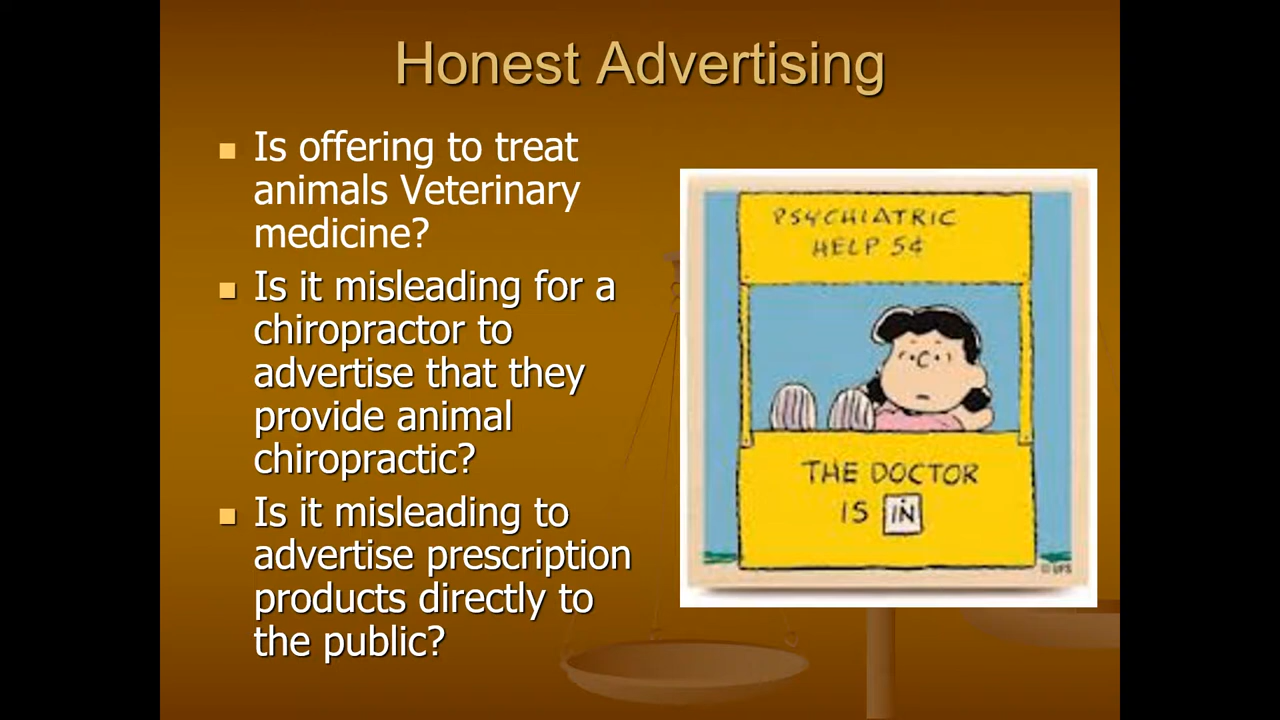 Honest Advertising
Is offering to treat
animals Veterinary
medicine?
Is it misleading for a
chiropractor to
advertise that they
provide animal
chiropractic?
Is it misleading to
advertise prescription
products directly to
the public?
PSYCHIATRIC
HELP 5¢
THE DOCTOR
IS IN
© UFS